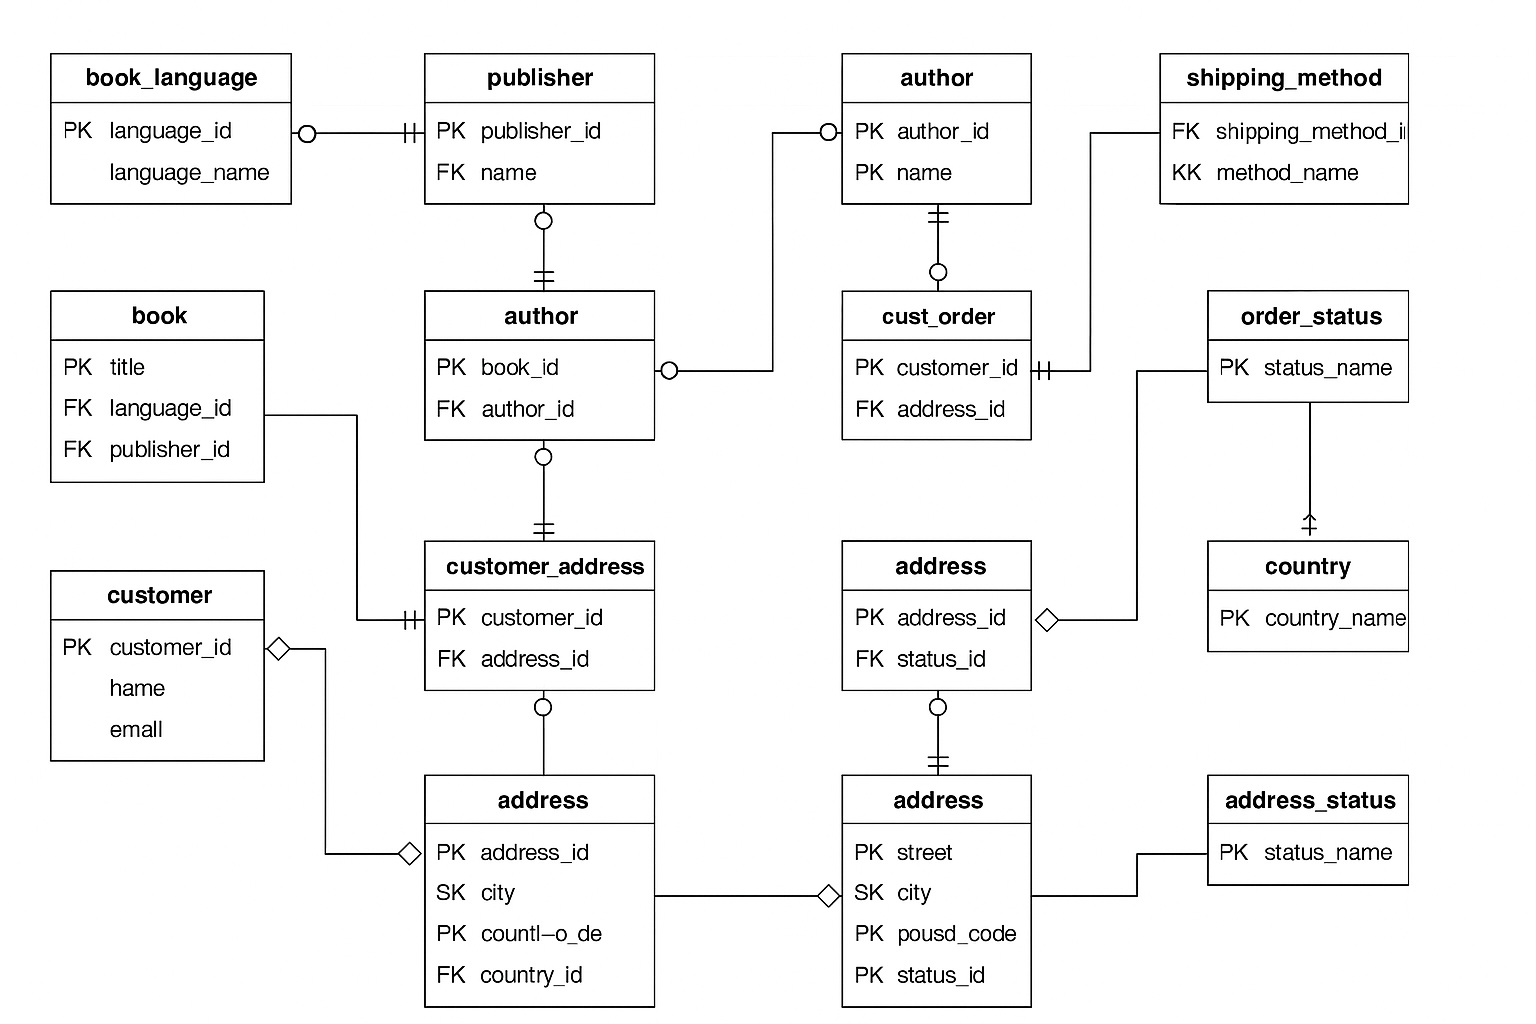 book_language
PK language_id
language_name
publisher
PK publisher_id
FK name
author
PK author_id
PK name
shipping_method
FK shipping_method_i
KK method_name
book
PK title
FK language_id
FK publisher_id
author
PK book_id
FK author_id
cust_order
PK customer_id
FK address_id
order_status
PK status_name
customer
PK customer_id
hame
emall
customer_address
PK customer_id
FK address_id
address
PK address_id
FK status_id
country
PK country_name
address
PK address_id
SK city
PK countl–o_de
FK country_id
address
PK street
SK city
PK pousd_code
PK status_id
address_status
PK status_name